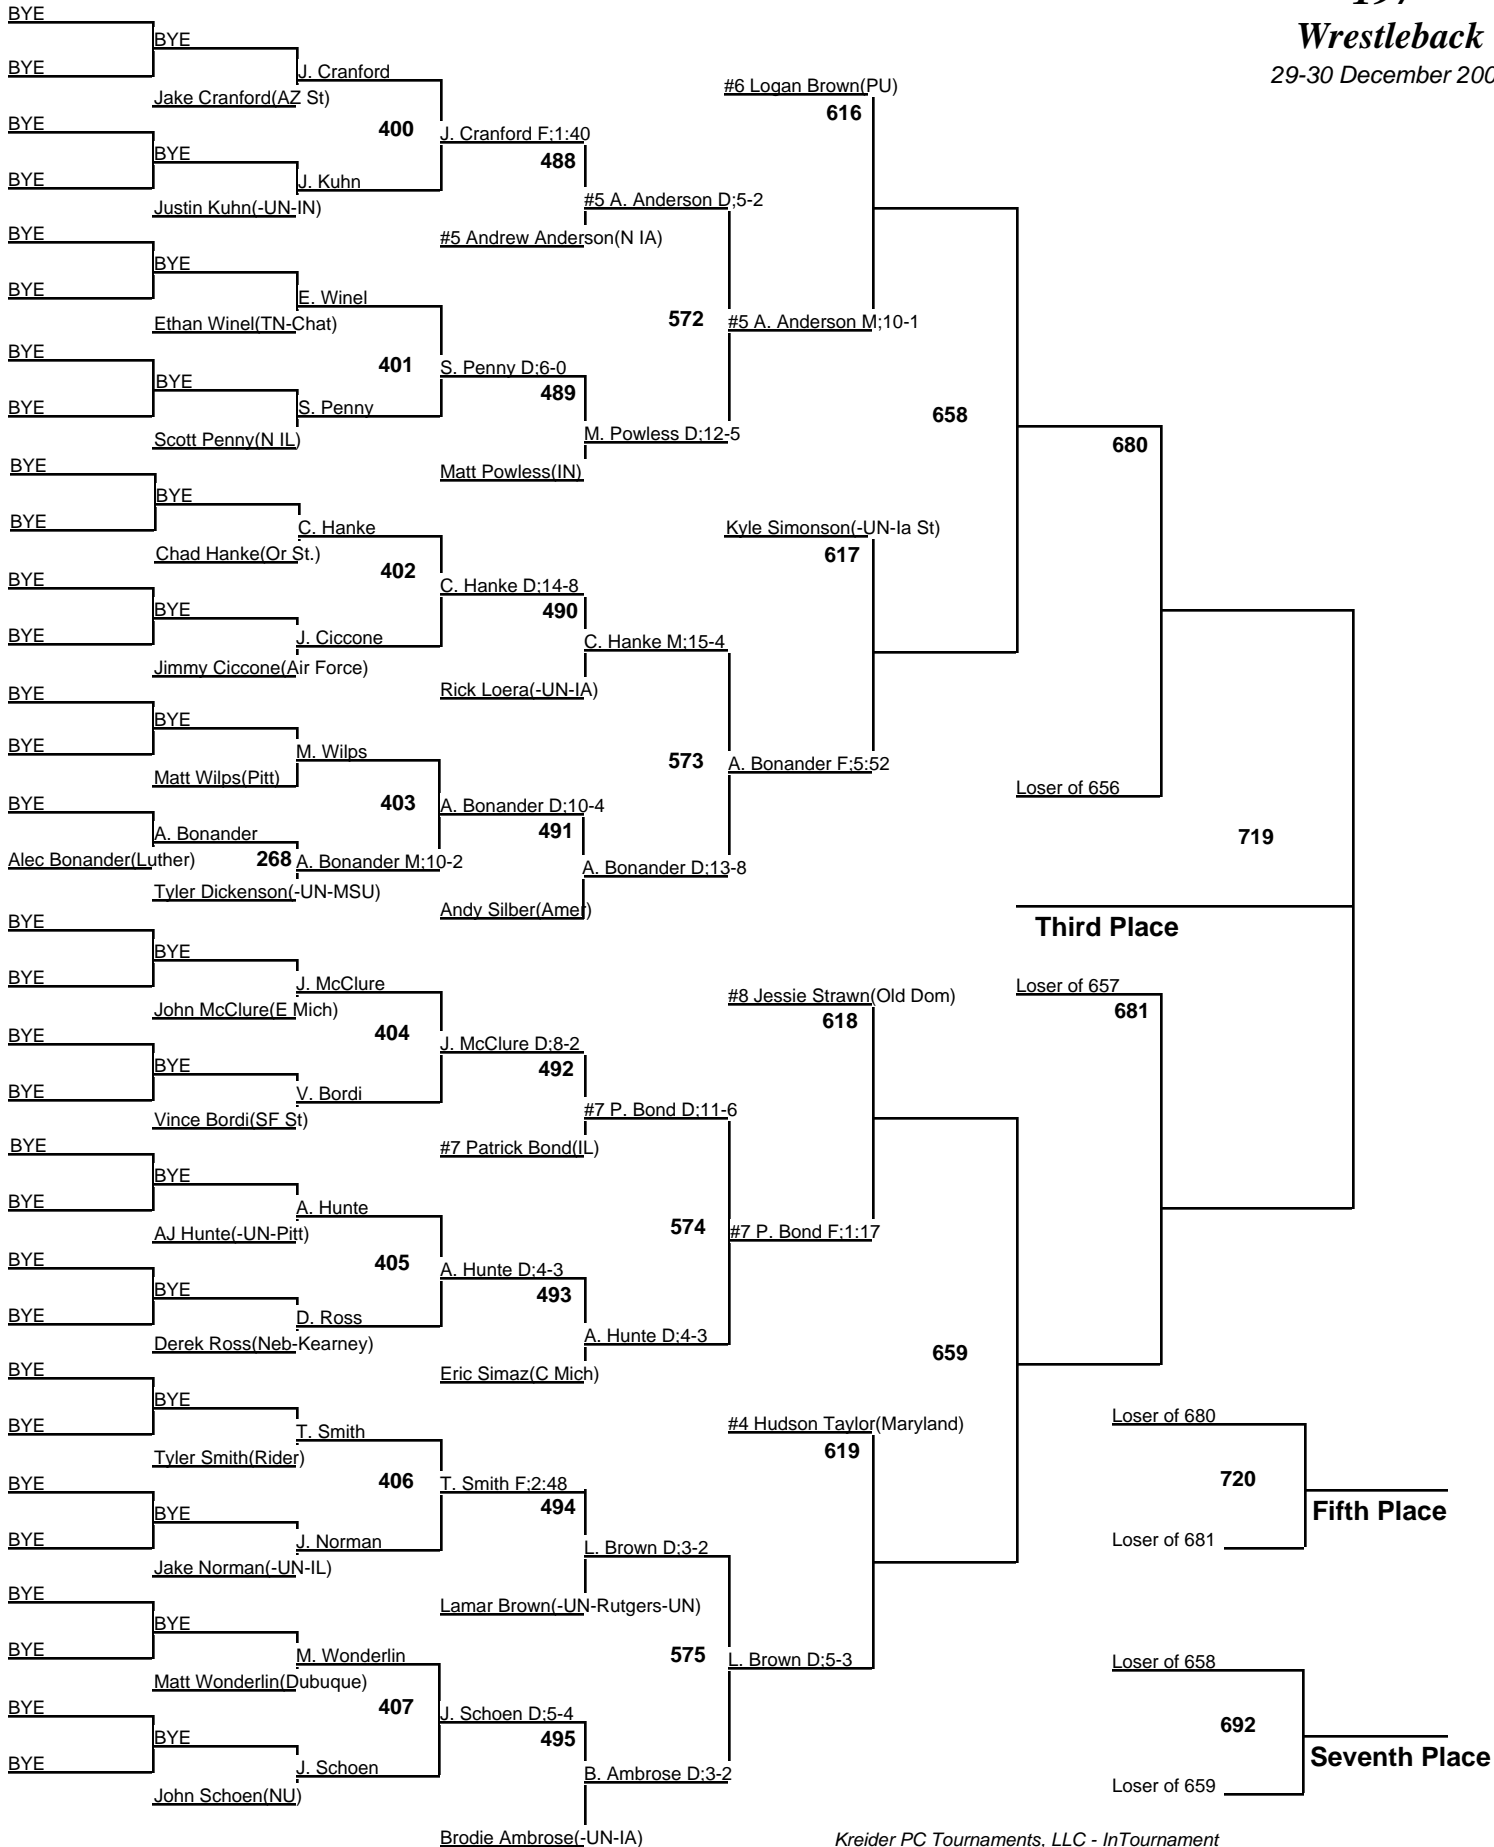 197
Wrestleback
29-30 December 200
BYE
BYE
BYE
Jake Cranford(AZ St)
J. Cranford
400
BYE
BYE
BYE
Justin Kuhn(-UN-IN)
J. Kuhn
J. Cranford F;1:40
488
#5 Andrew Anderson(N IA)
#5 A. Anderson D;5-2
BYE
BYE
BYE
Ethan Winel(TN-Chat)
E. Winel
401
BYE
BYE
BYE
Scott Penny(N IL)
S. Penny
S. Penny D;6-0
489
Matt Powless(IN)
M. Powless D;12-5
572
#5 A. Anderson M;10-1
#6 Logan Brown(PU)
616
BYE
BYE
BYE
Chad Hanke(Or St.)
C. Hanke
402
BYE
BYE
BYE
Jimmy Ciccone(Air Force)
J. Ciccone
C. Hanke D;14-8
490
Rick Loera(-UN-IA)
C. Hanke M;15-4
BYE
BYE
BYE
Matt Wilps(Pitt)
M. Wilps
403
BYE
Alec Bonander(Luther)
A. Bonander
268
Tyler Dickenson(-UN-MSU)
A. Bonander M;10-2
A. Bonander D;10-4
491
Andy Silber(Amer)
A. Bonander D;13-8
573
A. Bonander F;5:52
Kyle Simonson(-UN-Ia St)
617
658
680
Loser of 656
719
Third Place
BYE
BYE
BYE
John McClure(E Mich)
J. McClure
404
BYE
BYE
BYE
Vince Bordi(SF St)
V. Bordi
J. McClure D;8-2
492
#7 Patrick Bond(IL)
#7 P. Bond D;11-6
BYE
BYE
BYE
AJ Hunte(-UN-Pitt)
A. Hunte
405
BYE
BYE
BYE
Derek Ross(Neb-Kearney)
D. Ross
A. Hunte D;4-3
493
Eric Simaz(C Mich)
A. Hunte D;4-3
574
#7 P. Bond F;1:17
#8 Jessie Strawn(Old Dom)
618
Loser of 657
681
BYE
BYE
BYE
Tyler Smith(Rider)
T. Smith
406
BYE
BYE
BYE
Jake Norman(-UN-IL)
J. Norman
T. Smith F;2:48
494
Lamar Brown(-UN-Rutgers-UN)
L. Brown D;3-2
BYE
BYE
BYE
Matt Wonderlin(Dubuque)
M. Wonderlin
407
BYE
BYE
BYE
John Schoen(NU)
J. Schoen
J. Schoen D;5-4
495
Brodie Ambrose(-UN-IA)
B. Ambrose D;3-2
575
L. Brown D;5-3
#4 Hudson Taylor(Maryland)
619
659
Loser of 680
720
Fifth Place
Loser of 681
Loser of 658
692
Seventh Place
Loser of 659
Kreider PC Tournaments, LLC - InTournament